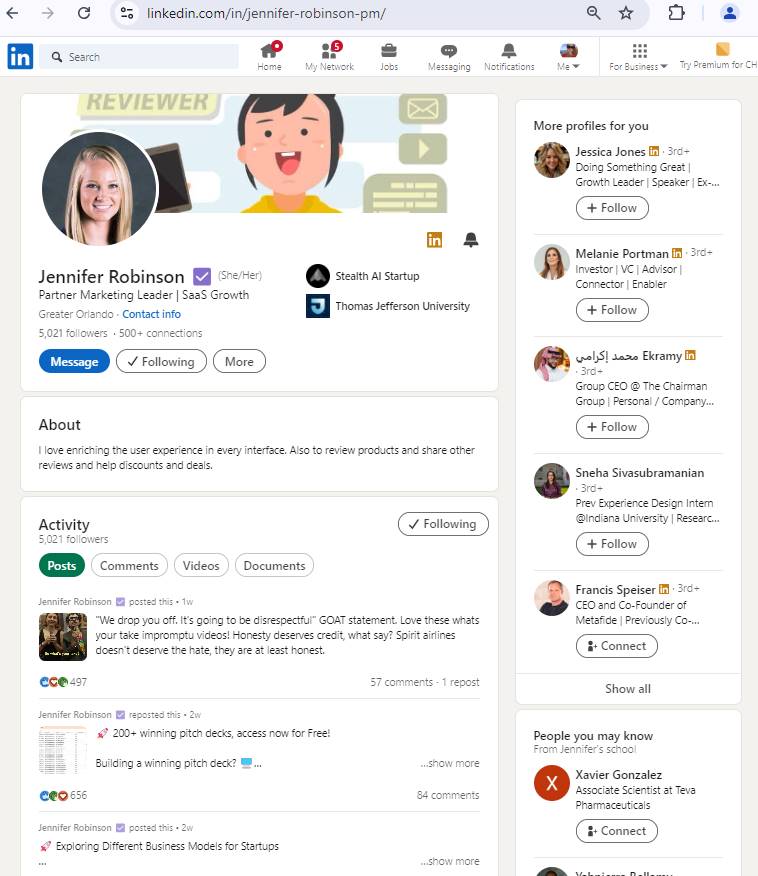 linkedin.com/in/jennifer-robinson-pm/
in
Search
Home
My Network
5
Jobs
Messaging
Notifications
Me
For Business
Try Premium for CH
REVIEWER
in
Jennifer Robinson (She/Her)
Partner Marketing Leader | SaaS Growth
Greater Orlando · Contact info
5,021 followers · 500+ connections
Message
Following
More
Stealth AI Startup
Thomas Jefferson University
About
I love enriching the user experience in every interface. Also to review products and share other
reviews and help discounts and deals.
Activity
5,021 followers
Following
Posts
Comments
Videos
Documents
Jennifer Robinson posted this • 1w
"We drop you off. It's going to be disrespectful" GOAT statement. Love these whats
your take impromptu videos! Honesty deserves credit, what say? Spirit airlines
doesn't deserve the hate, they are at least honest.
497
57 comments · 1 repost
Jennifer Robinson reposted this • 2w
🚀 200+ winning pitch decks, access now for Free!
Building a winning pitch deck? 🖥️...
...show more
656
84 comments
Jennifer Robinson posted this • 2w
🚀 Exploring Different Business Models for Startups
...
...show more
More profiles for you
Jessica Jones in · 3rd+
Doing Something Great |
Growth Leader | Speaker | Ex-...
+ Follow
Melanie Portman in · 3rd+
Investor | VC | Advisor |
Connector | Enabler
+ Follow
محمد إكرامي Ekramy in
· 3rd+
Group CEO @ The Chairman
Group | Personal / Company...
+ Follow
Sneha Sivasubramanian
· 3rd+
Prev Experience Design Intern
@Indiana University | Researc...
+ Follow
Francis Speiser in · 3rd+
CEO and Co-Founder of
Metafide | Previously Co-...
Connect
Show all
People you may know
From Jennifer's school
X
Xavier Gonzalez
Associate Scientist at Teva
Pharmaceuticals
Connect